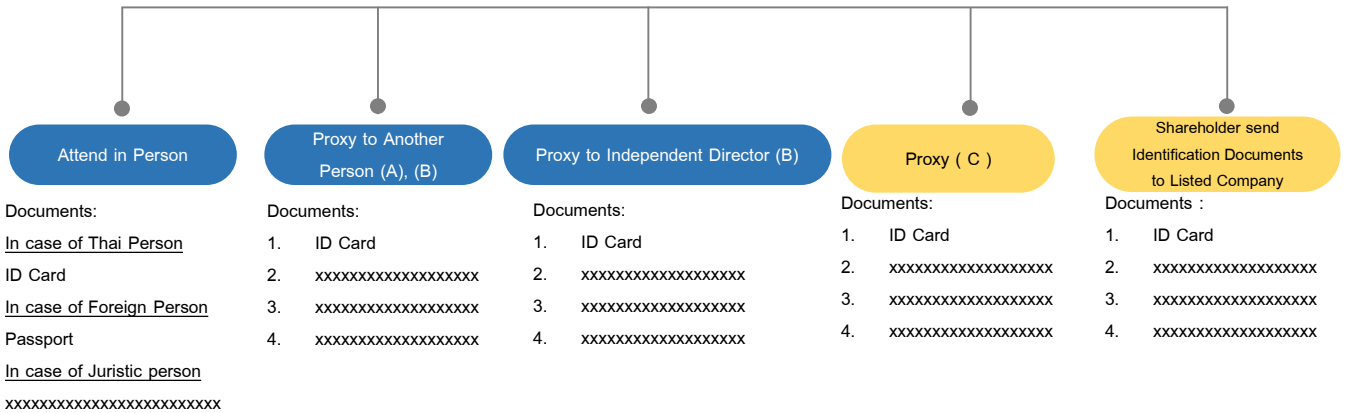 Attend in Person
Documents:
In case of Thai Person
ID Card
In case of Foreign Person
Passport
In case of Juristic person
xxxxxxxxxxxxxxxxxxxxxxxxx
Proxy to Another
Person (A), (B)
Documents:
1. ID Card
2. xxxxxxxxxxxxxxxxxxx
3. xxxxxxxxxxxxxxxxxxx
4. xxxxxxxxxxxxxxxxxxx
Proxy to Independent Director (B)
Documents:
1. ID Card
2. xxxxxxxxxxxxxxxxxxx
3. xxxxxxxxxxxxxxxxxxx
4. xxxxxxxxxxxxxxxxxxx
Proxy ( C )
Documents:
1. ID Card
2. xxxxxxxxxxxxxxxxxxx
3. xxxxxxxxxxxxxxxxxxx
4. xxxxxxxxxxxxxxxxxxx
Shareholder send
Identification Documents
to Listed Company
Documents :
1. ID Card
2. xxxxxxxxxxxxxxxxxxx
3. xxxxxxxxxxxxxxxxxxx
4. xxxxxxxxxxxxxxxxxxx